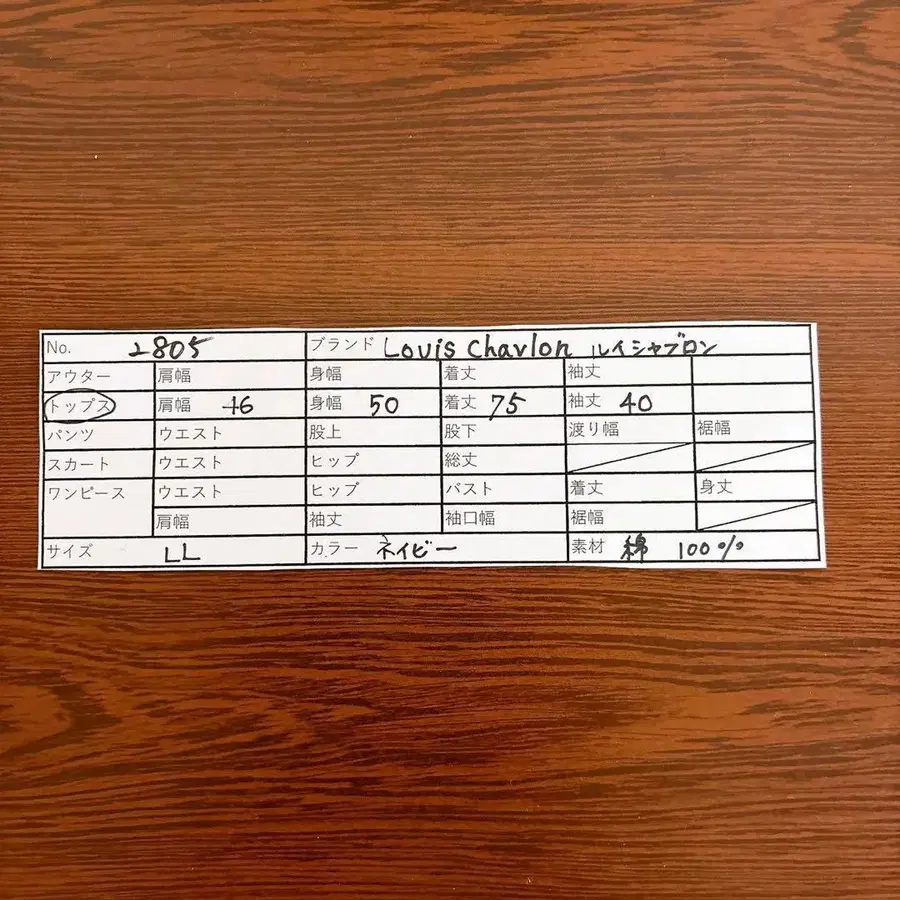 No. 2805 ブランド Louis Chavlon ルイシャブロン
アウター 肩幅 身幅 着丈 袖丈
トップス 肩幅 46 身幅 50 着丈 75 袖丈 40
パンツ ウエスト 股上 股下 渡り幅 裾幅
スカート ウエスト ヒップ 総丈
ワンピース ウエスト ヒップ バスト 着丈 身丈
肩幅 袖丈 袖口幅 裾幅
サイズ LL カラー ネイビー 素材 綿 100%